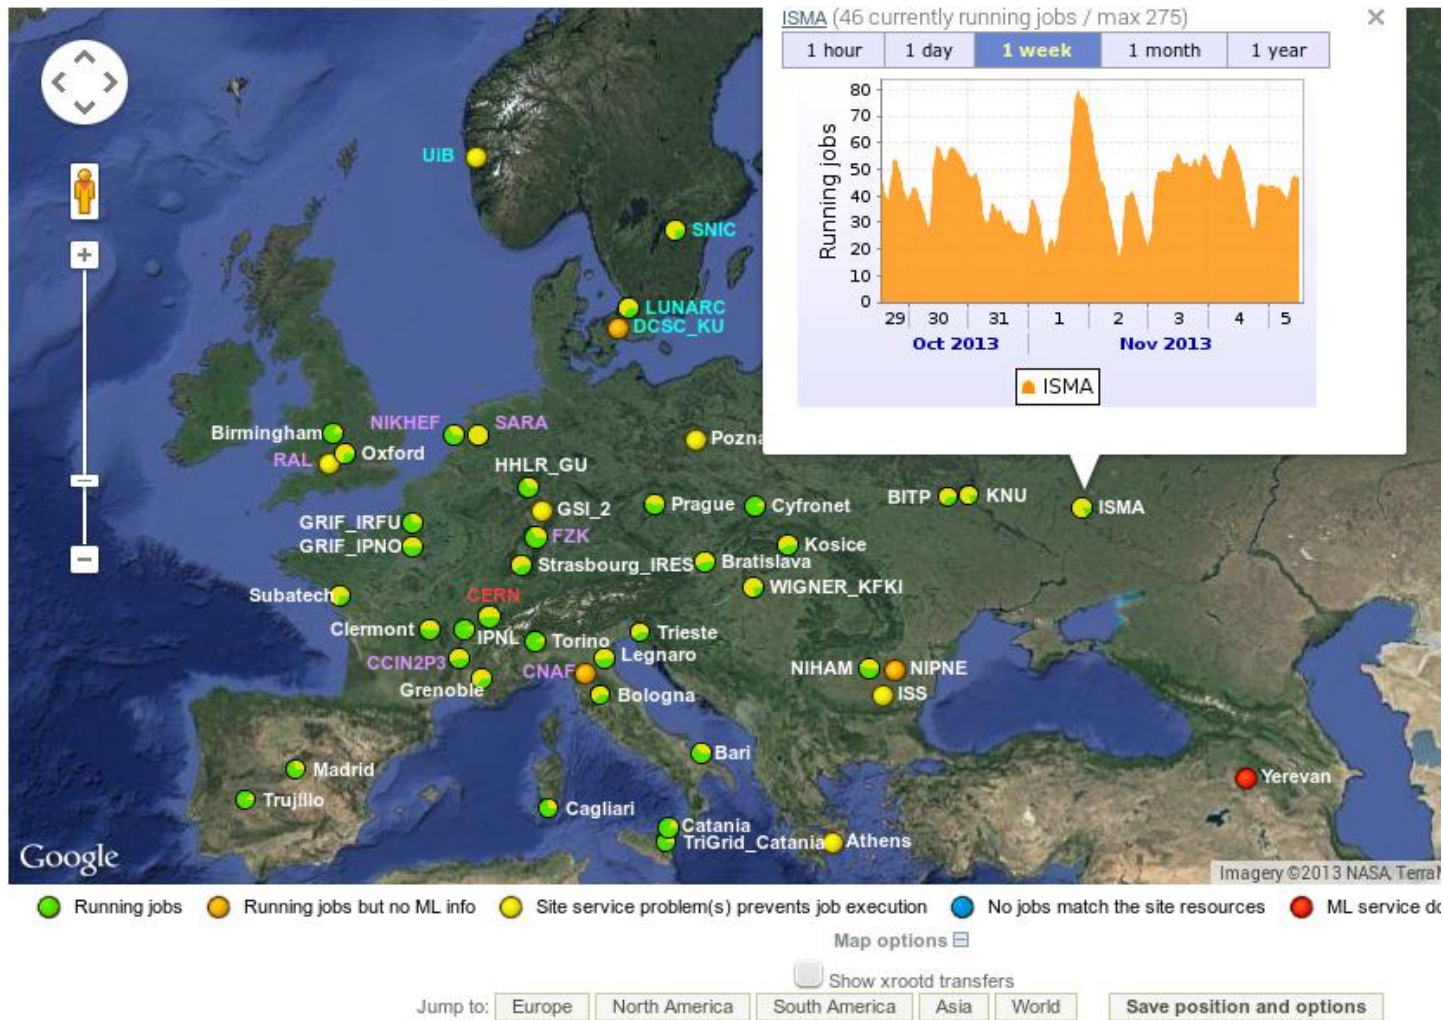 ISMA (46 currently running jobs / max 275)
1 hour 1 day 1 week 1 month 1 year
Running jobs
80
70
60
50
40
30
20
10
0
29 30 31 1 2 3 4 5
Oct 2013 Nov 2013
ISMA
UiB
SNIC
LUNARC
DCSC_KU
Birmingham
NIKHEF
SARA
RAL
Oxford
Pozna
HHLR_GU
GSI_2
Prague
Cyfronet
BITP
KNU
ISMA
GRIF_IRFU
FZK
GRIF_IPNO
Kosice
Strasbourg_IRES
Bratislava
WIGNER_KFKI
Subatech
CERN
Clermont
IPNL
Torino
Trieste
Legnaro
CCIN2P3
CNAF
NIHAM
NIPNE
Grenoble
Bologna
ISS
Bari
Madrid
Yerevan
Trujillo
Cagliari
Catania
TriGrid_Catania
Athens
Google
Imagery ©2013 NASA, TerraM
Running jobs Running jobs but no ML info Site service problem(s) prevents job execution No jobs match the site resources ML service do
Map options
Show xrootd transfers
Jump to: Europe North America South America Asia World Save position and options